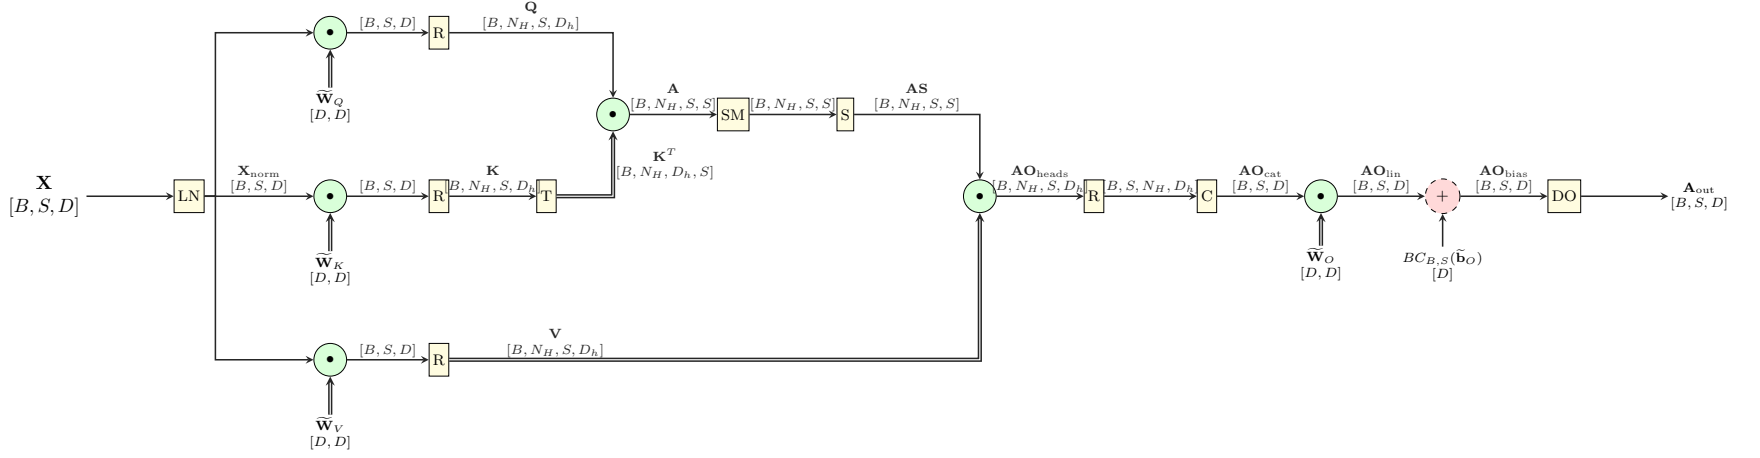 Q
[B, S, D]
[B, N_H, S, D_h]
R
W̃_Q
[D, D]
A
[B, N_H, S, S]
SM
[B, N_H, S, S]
S
AS
[B, N_H, S, S]
K^T
[B, N_H, D_h, S]
X
[B, S, D]
LN
X_norm
[B, S, D]
[B, S, D]
R
K
[B, N_H, S, D_h]
T
W̃_K
[D, D]
AO_heads
[B, N_H, S, D_h]
R
[B, S, N_H, D_h]
C
AO_cat
[B, S, D]
W̃_O
[D, D]
AO_lin
[B, S, D]
+
BC_{B,S}(b̃_O)
[D]
AO_bias
[B, S, D]
DO
A_out
[B, S, D]
[B, S, D]
R
V
[B, N_H, S, D_h]
W̃_V
[D, D]